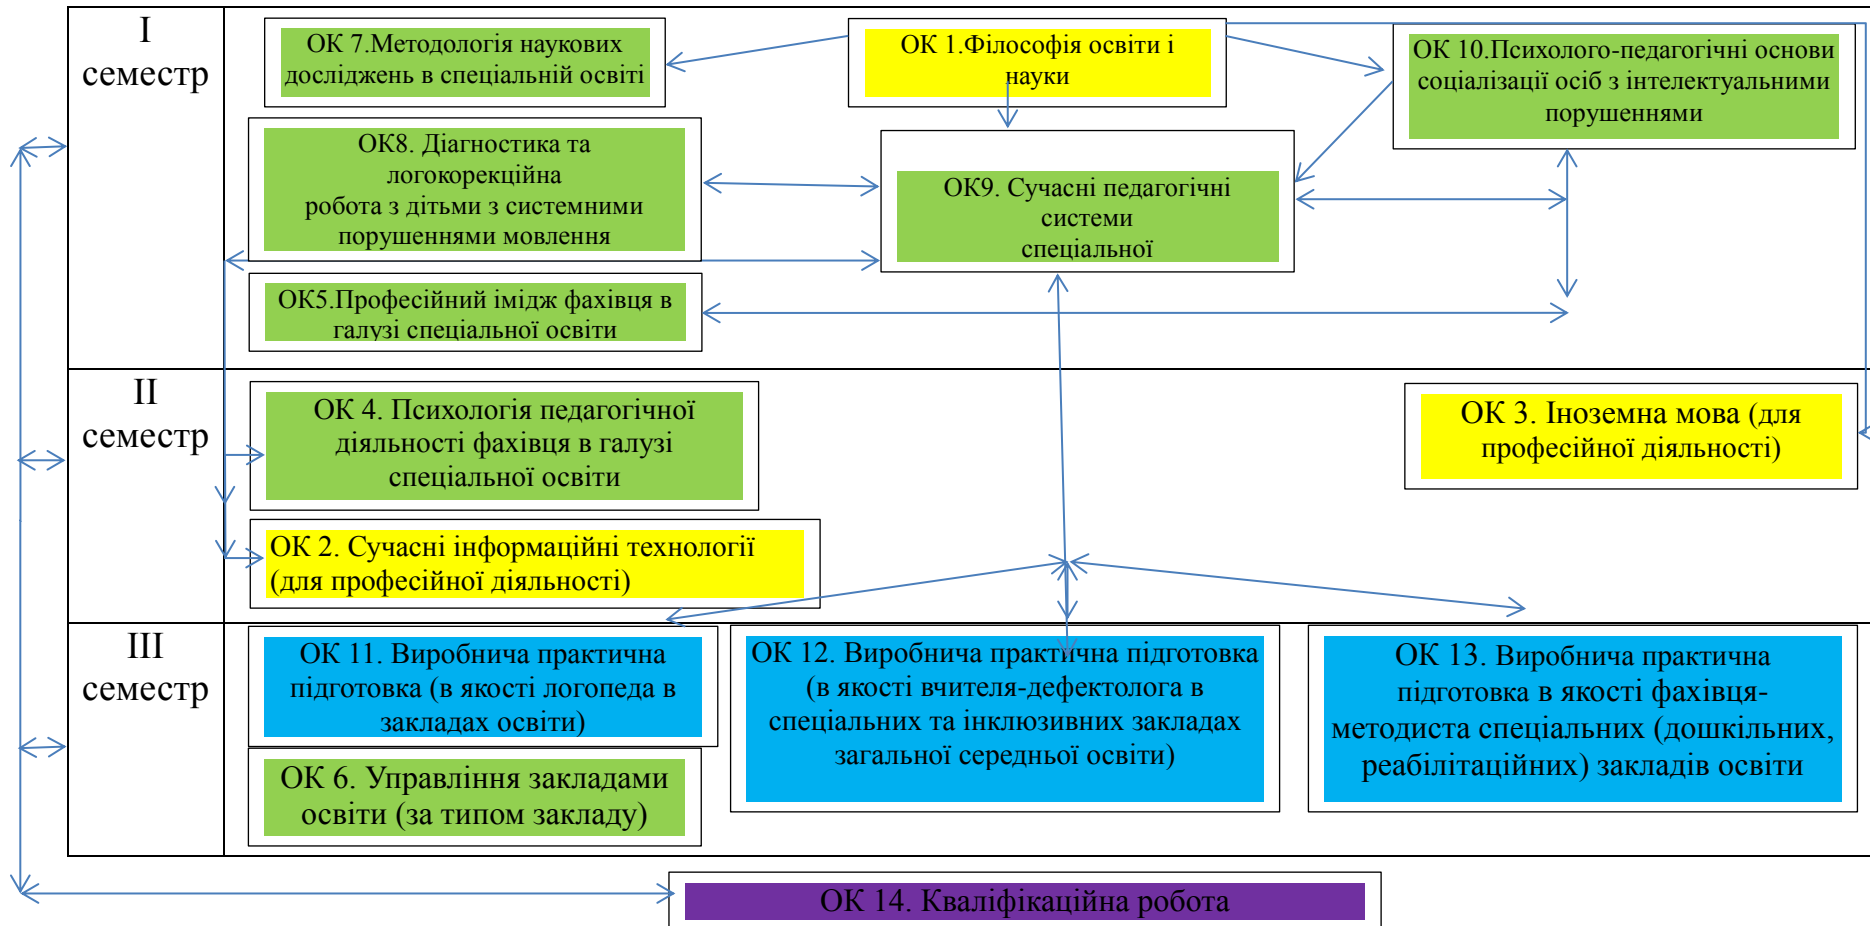 I
семестр
ОК 7.Методологія наукових
досліджень в спеціальній освіті
ОК 1.Філософія освіти і
науки
ОК 10.Психолого-педагогічні основи
соціалізації осіб з інтелектуальними
порушеннями
ОК8. Діагностика та
логокорекційна
робота з дітьми з системними
порушеннями мовлення
ОК9. Сучасні педагогічні
системи
спеціальної
ОК5.Професійний імідж фахівця в
галузі спеціальної освіти
II
семестр
ОК 4. Психологія педагогічної
діяльності фахівця в галузі
спеціальної освіти
ОК 3. Іноземна мова (для
професійної діяльності)
ОК 2. Сучасні інформаційні технології
(для професійної діяльності)
III
семестр
ОК 11. Виробнича практична
підготовка (в якості логопеда в
закладах освіти)
ОК 12. Виробнича практична підготовка
(в якості вчителя-дефектолога в
спеціальних та інклюзивних закладах
загальної середньої освіти)
ОК 13. Виробнича практична
підготовка в якості фахівця-
методиста спеціальних (дошкільних,
реабілітаційних) закладів освіти
ОК 6. Управління закладами
освіти (за типом закладу)
ОК 14. Кваліфікаційна робота